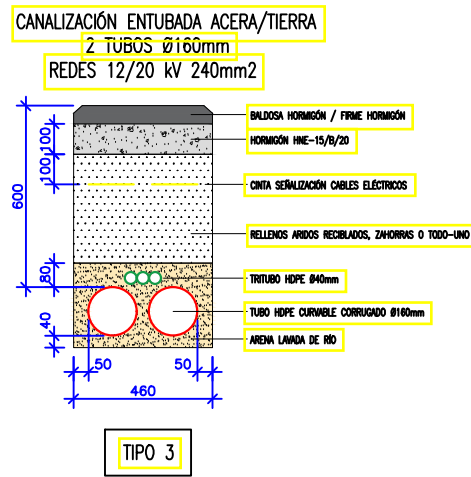 CANALIZACIÓN ENTUBADA ACERA/TIERRA
2 TUBOS Ø160mm
REDES 12/20 kV 240mm2
BALDOSA HORMIGÓN / FIRME HORMIGÓN
100
HORMIGÓN HNE-15/B/20
100
CINTA SEÑALIZACIÓN CABLES ELÉCTRICOS
600
RELLENOS ARIDOS RECIBLADOS, ZAHORRAS O TODO-UNO
80
TRITUBO HDPE Ø40mm
TUBO HDPE CURVABLE CORRUGADO Ø160mm
40
ARENA LAVADA DE RÍO
50
50
460
TIPO 3